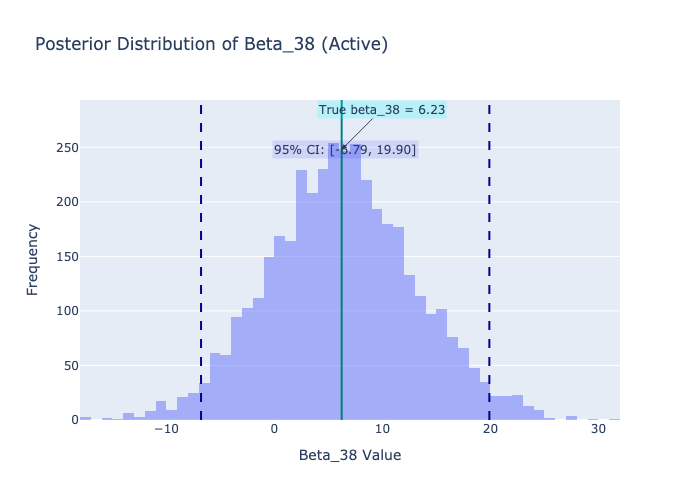 Posterior Distribution of Beta_38 (Active)
True beta_38 = 6.23
95% CI: [-6.79, 19.90]
Frequency
250
200
150
100
50
0
−10
0
10
20
30
Beta_38 Value